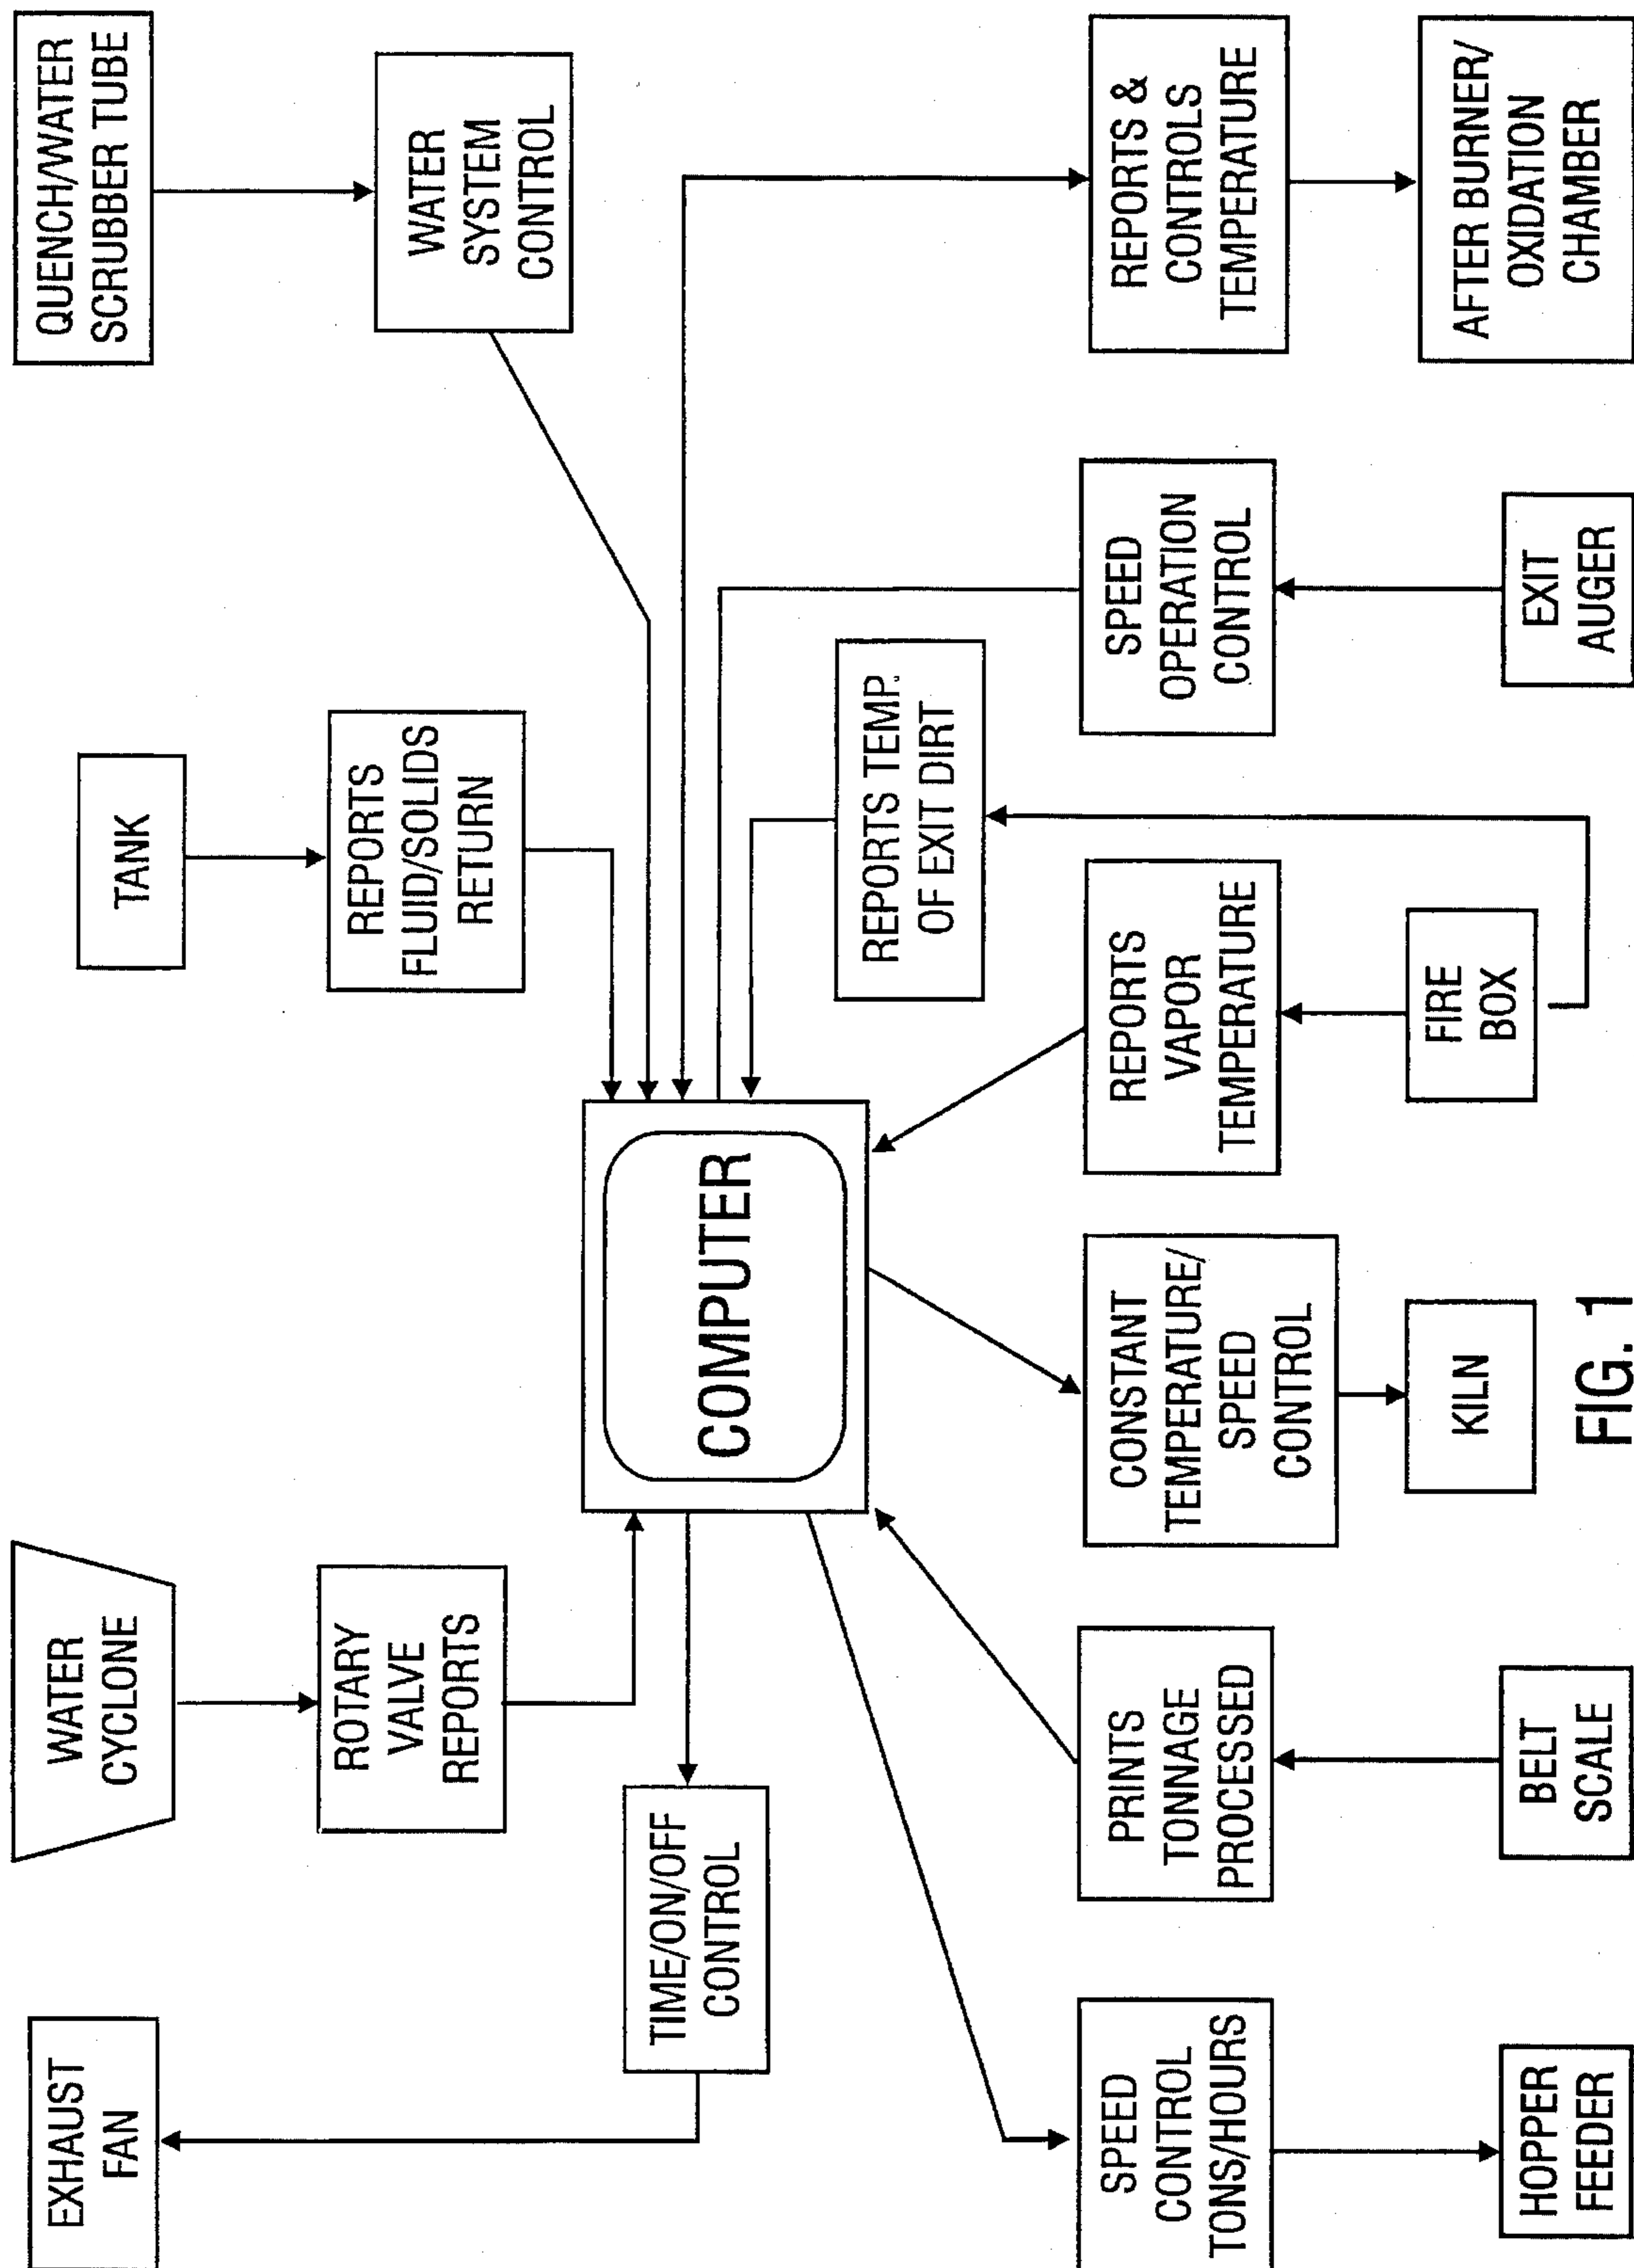 EXHAUST
FAN
WATER
CYCLONE
TANK
QUENCH/WATER
SCRUBBER TUBE
ROTARY
VALVE
REPORTS
REPORTS
FLUID/SOLIDS
RETURN
WATER
SYSTEM
CONTROL
TIME/ON/OFF
CONTROL
COMPUTER
REPORTS TEMP.
OF EXIT DIRT
SPEED
CONTROL
TONS/HOURS
PRINTS
TONNAGE
PROCESSED
CONSTANT
TEMPERATURE/
SPEED
CONTROL
REPORTS
VAPOR
TEMPERATURE
SPEED
OPERATION
CONTROL
REPORTS &
CONTROLS
TEMPERATURE
HOPPER
FEEDER
BELT
SCALE
KILN
FIRE
BOX
EXIT
AUGER
AFTER BURNER/
OXIDATION
CHAMBER
FIG. 1